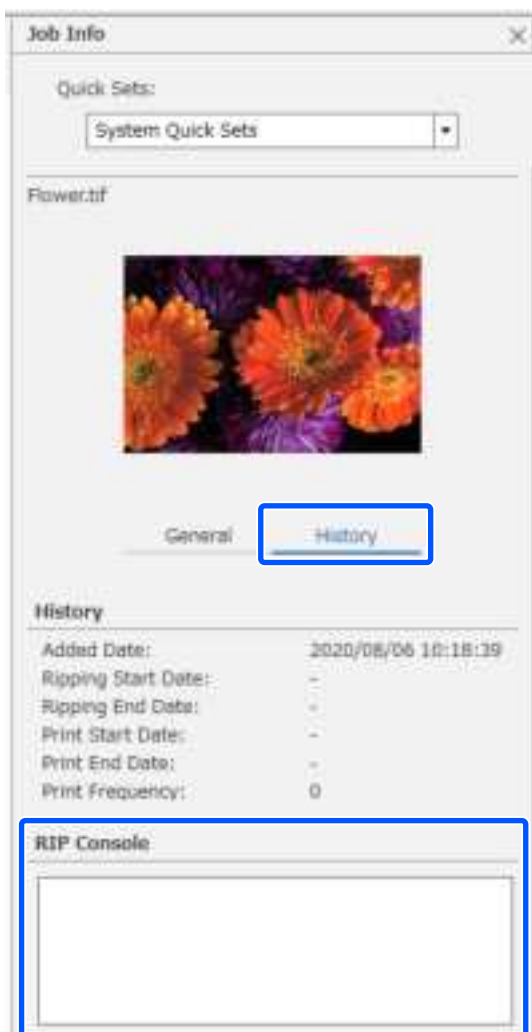 Job Info
Quick Sets:
System Quick Sets
Flower.tif
General History
History
Added Date: 2020/08/06 10:18:39
Ripping Start Date: -
Ripping End Date: -
Print Start Date: -
Print End Date: -
Print Frequency: 0
RIP Console